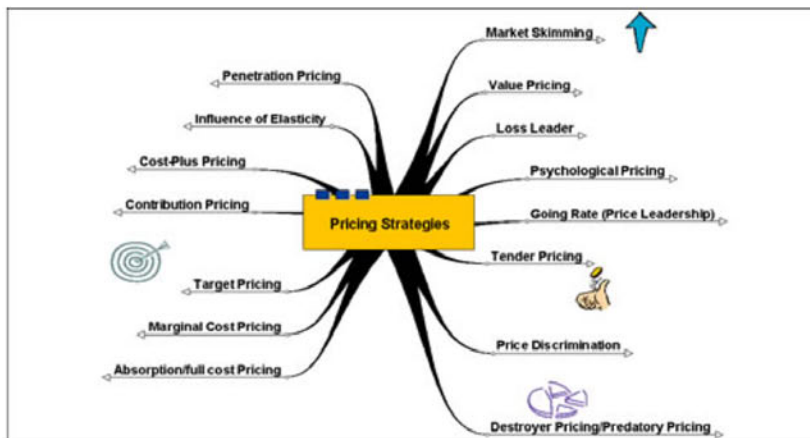 Market Skimming
Penetration Pricing
Value Pricing
Influence of Elasticity
Loss Leader
Cost-Plus Pricing
Psychological Pricing
Contribution Pricing
Going Rate (Price Leadership)
Pricing Strategies
Tender Pricing
Target Pricing
Marginal Cost Pricing
Price Discrimination
Absorption/full cost Pricing
Destroyer Pricing/Predatory Pricing